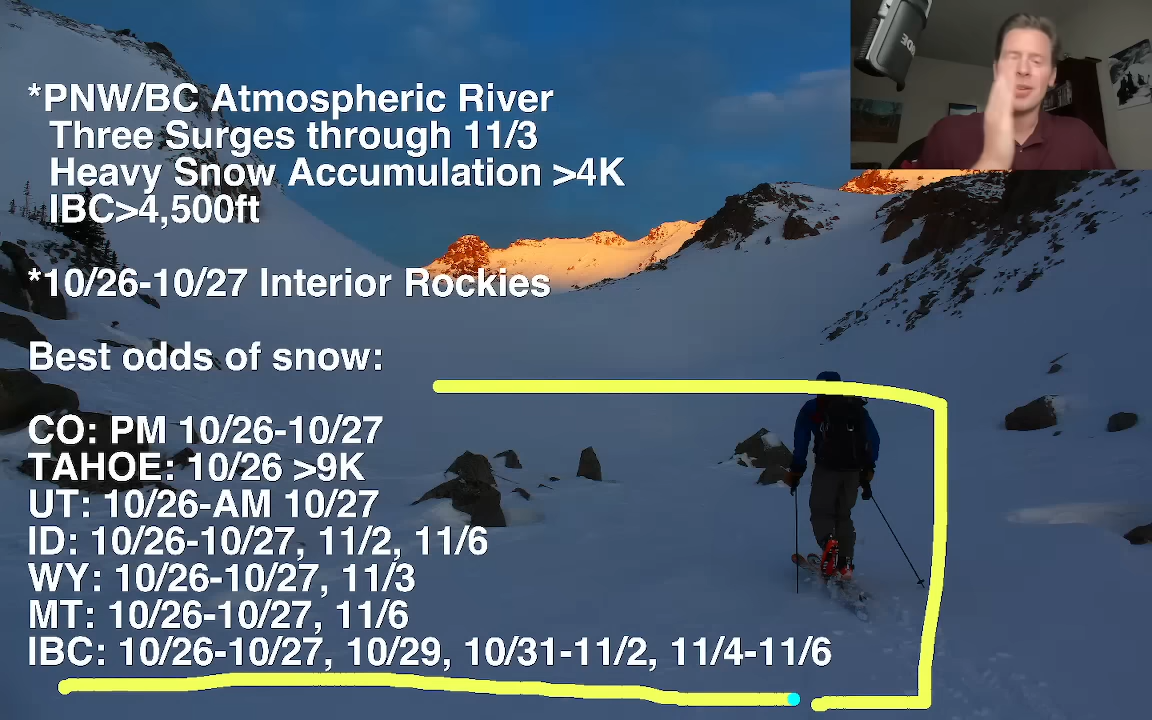 *PNW/BC Atmospheric River
Three Surges through 11/3
Heavy Snow Accumulation >4K
IBC>4,500ft
*10/26-10/27 Interior Rockies
Best odds of snow:
CO: PM 10/26-10/27
TAHOE: 10/26 >9K
UT: 10/26-AM 10/27
ID: 10/26-10/27, 11/2, 11/6
WY: 10/26-10/27, 11/3
MT: 10/26-10/27, 11/6
IBC: 10/26-10/27, 10/29, 10/31-11/2, 11/4-11/6